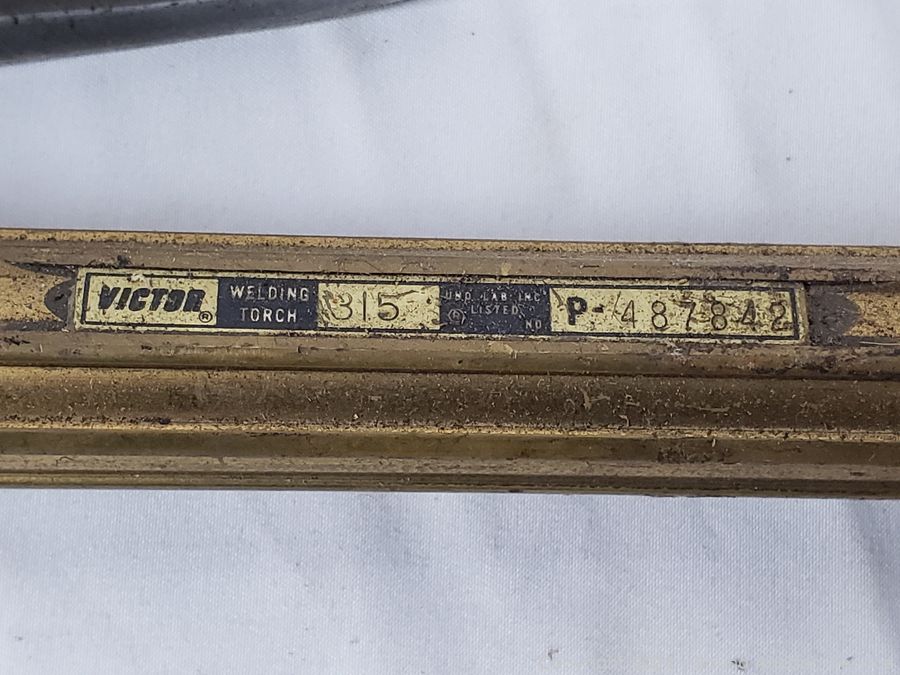 VICTOR ®
WELDING
TORCH
315
UND. LAB. INC.
LISTED
NO
P-487842